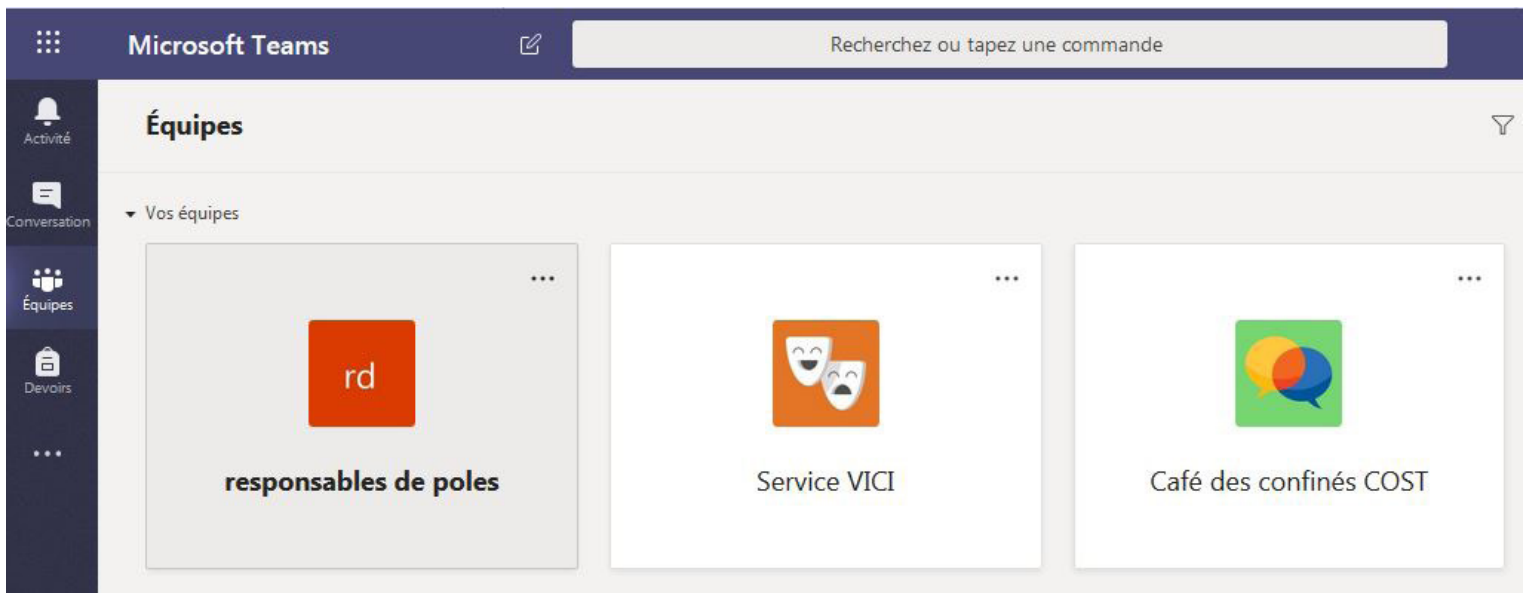 Microsoft Teams
Recherchez ou tapez une commande
Activité
Équipes
Conversation
Vos équipes
Équipes
Devoirs
rd
responsables de poles
Service VICI
Café des confinés COST